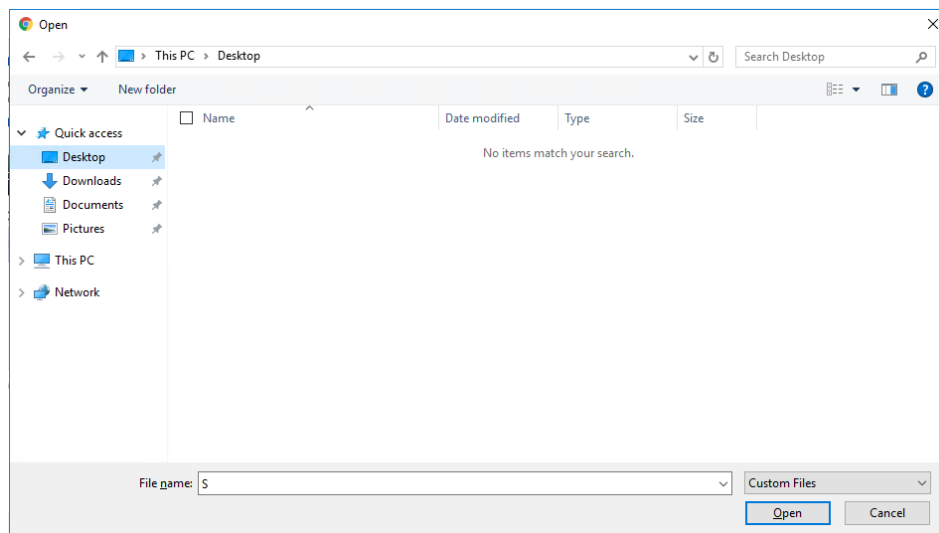 Open
This PC > Desktop
Search Desktop
Organize
New folder
Name
Date modified
Type
Size
No items match your search.
Quick access
Desktop
Downloads
Documents
Pictures
This PC
Network
File name:
S
Custom Files
Open
Cancel